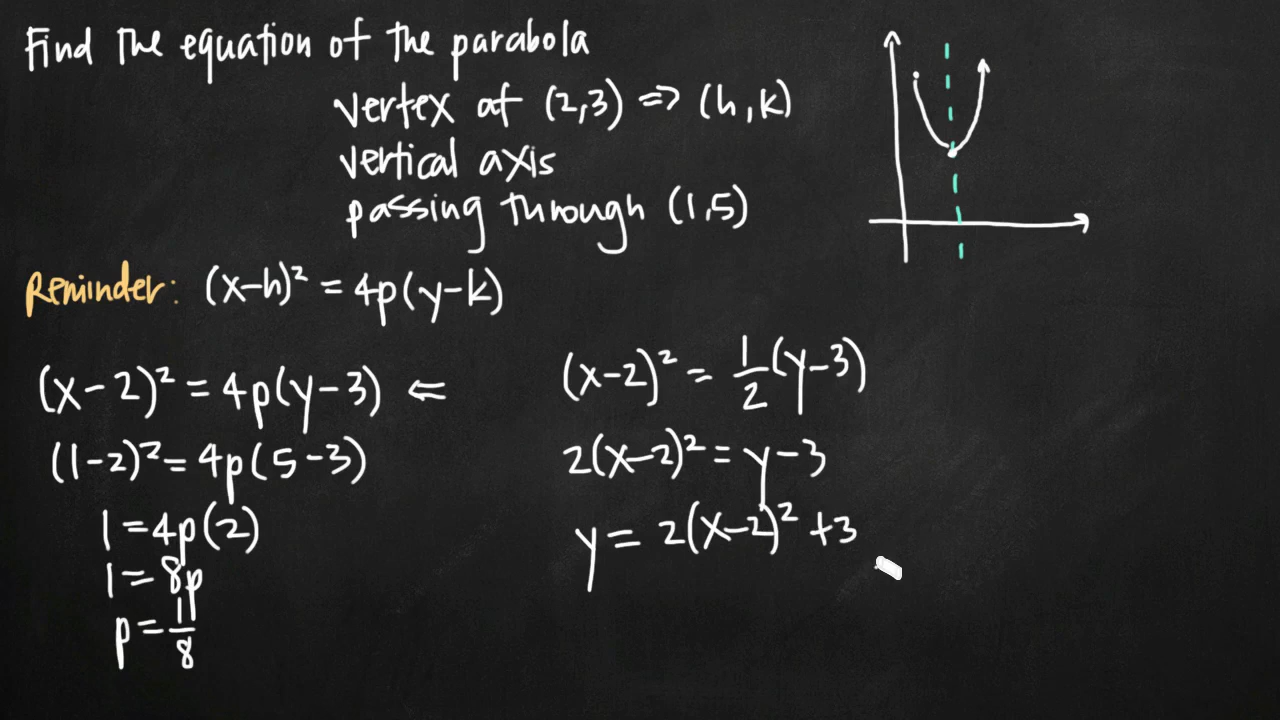 Find the equation of the parabola
vertex at (2,3) => (h,k)
vertical axis
passing through (1,5)
Reminder: (x-h)² = 4p(y-k)
(x-2)² = 4p(y-3) ⇐
(1-2)² = 4p(5-3)
1 = 4p(2)
1 = 8p
p = 1/8
(x-2)² = 1/2(y-3)
2(x-2)² = y-3
y = 2(x-2)² + 3